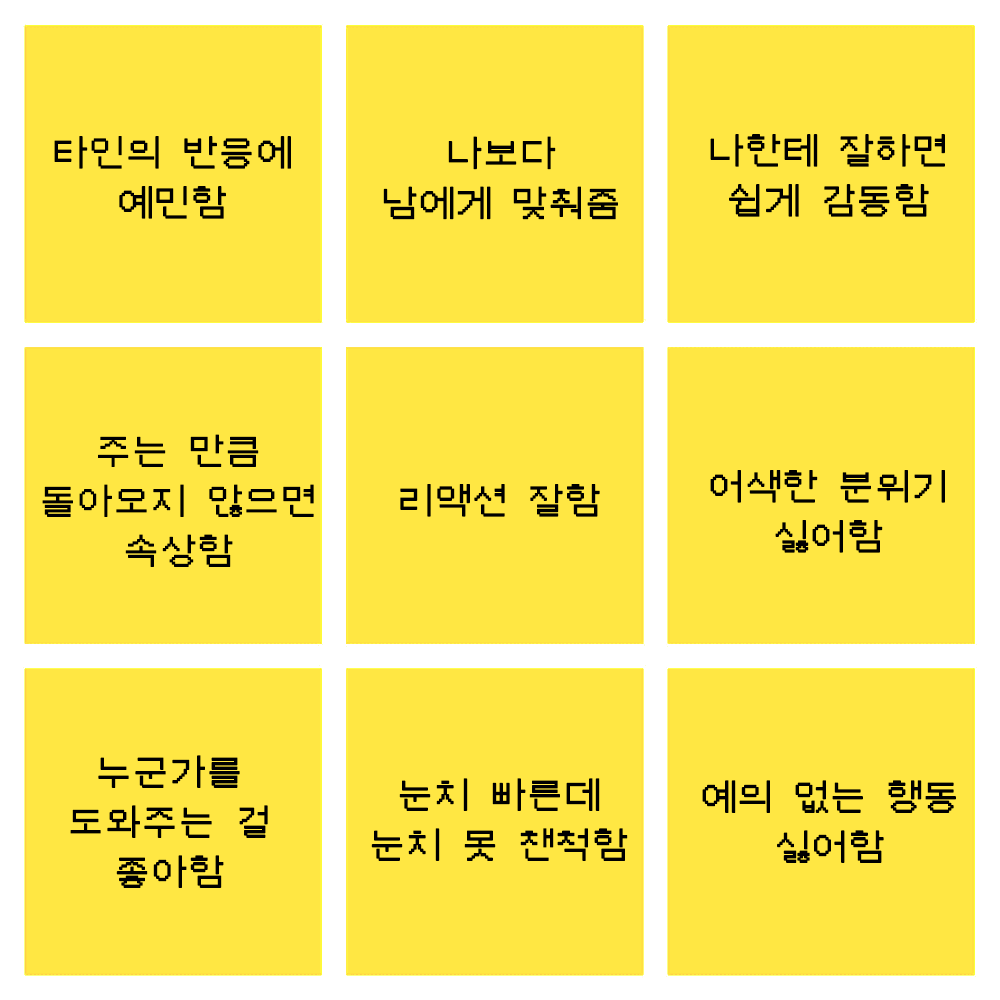 타인의 반응에
예민함
나보다
남에게 맞춰줌
나한테 잘하면
쉽게 감동함
주는 만큼
돌아오지 않으면
속상함
리액션 잘함
어색한 분위기
싫어함
누군가를
도와주는 걸
좋아함
눈치 빠른데
눈치 못 챈척함
예의 없는 행동
싫어함